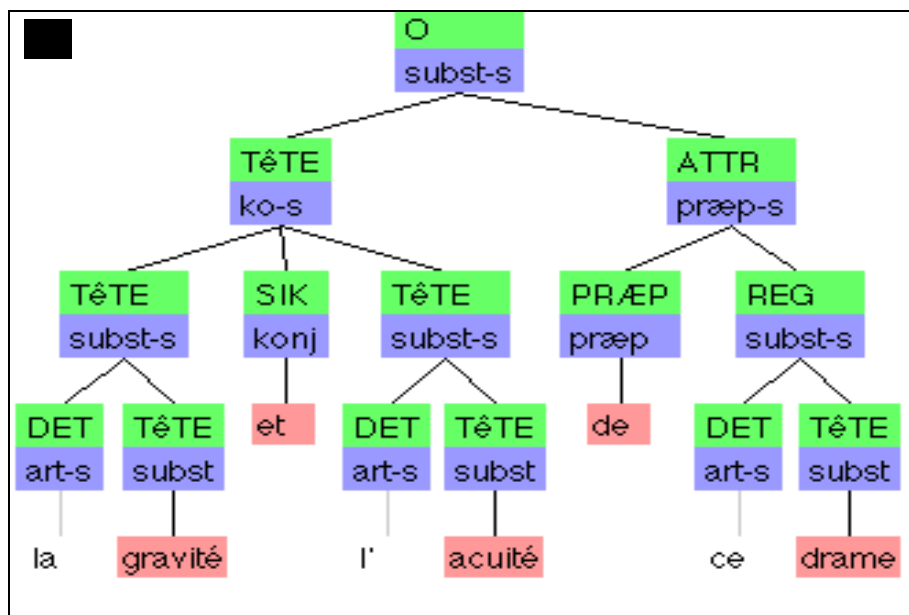 O
subst-s
TêTE ATTR
ko-s præp-s
TêTE SIK TêTE PRÆP REG
subst-s konj subst-s præp subst-s
et de
DET TêTE DET TêTE DET TêTE
art-s subst art-s subst art-s subst
la gravité l' acuité ce drame